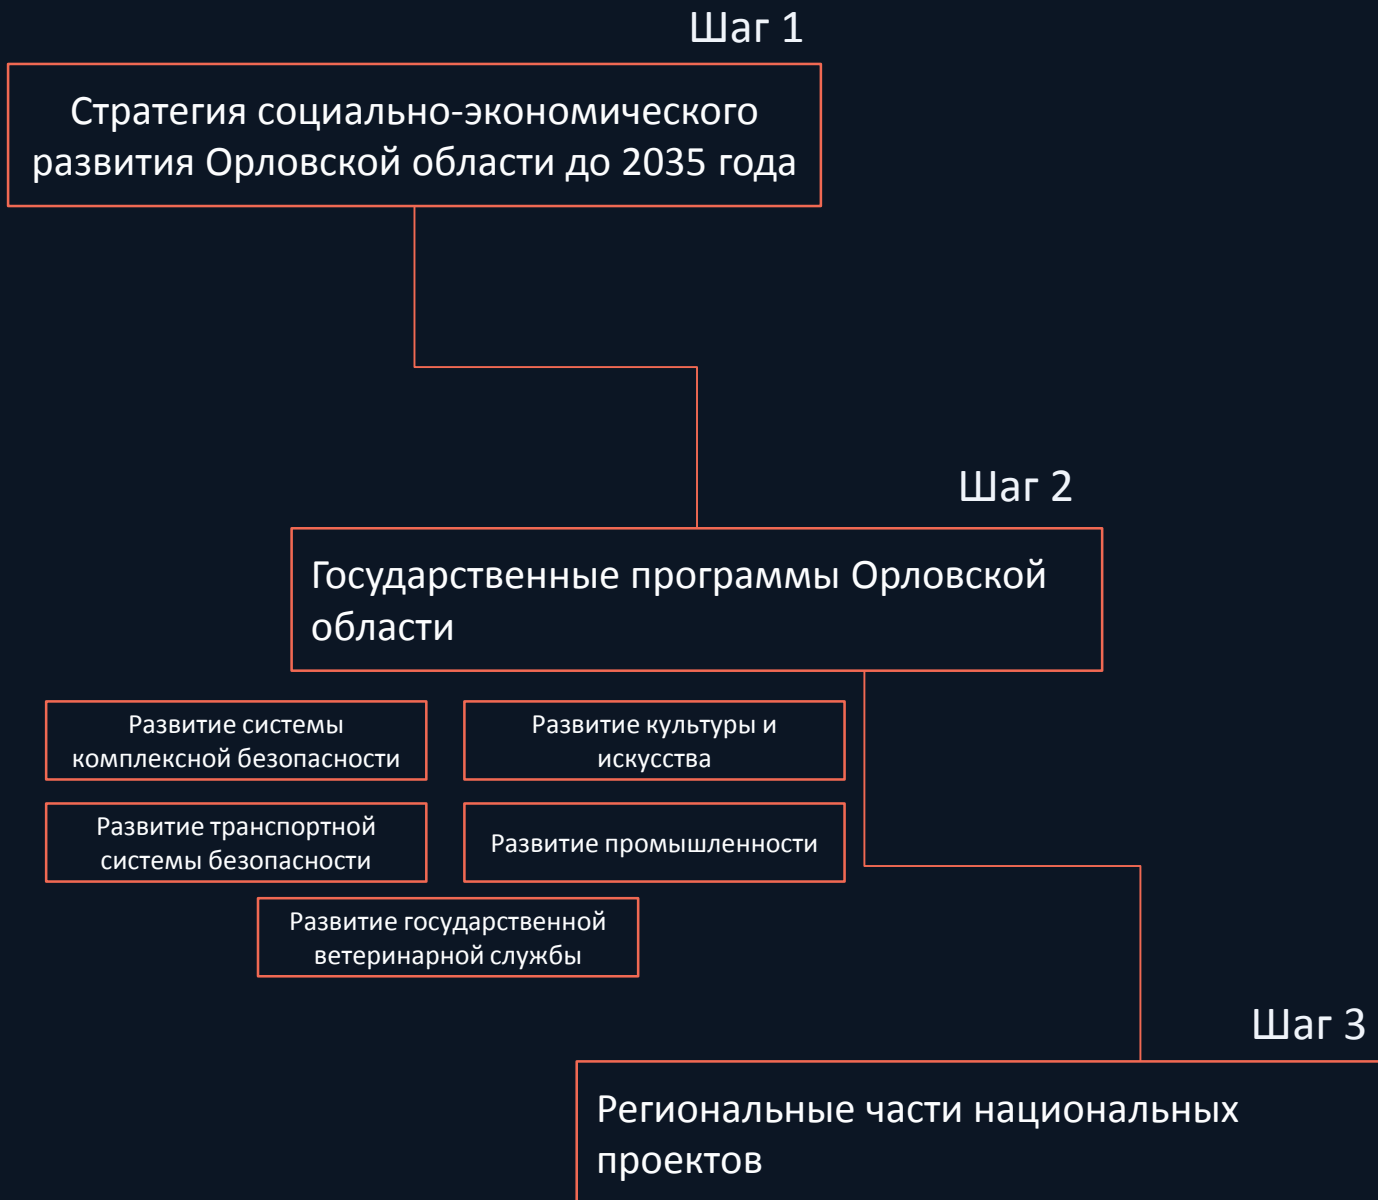 Шаг 1
Стратегия социально-экономического
развития Орловской области до 2035 года
Шаг 2
Государственные программы Орловской
области
Развитие системы
комплексной безопасности
Развитие культуры и
искусства
Развитие транспортной
системы безопасности
Развитие промышленности
Развитие государственной
ветеринарной службы
Шаг 3
Региональные части национальных
проектов